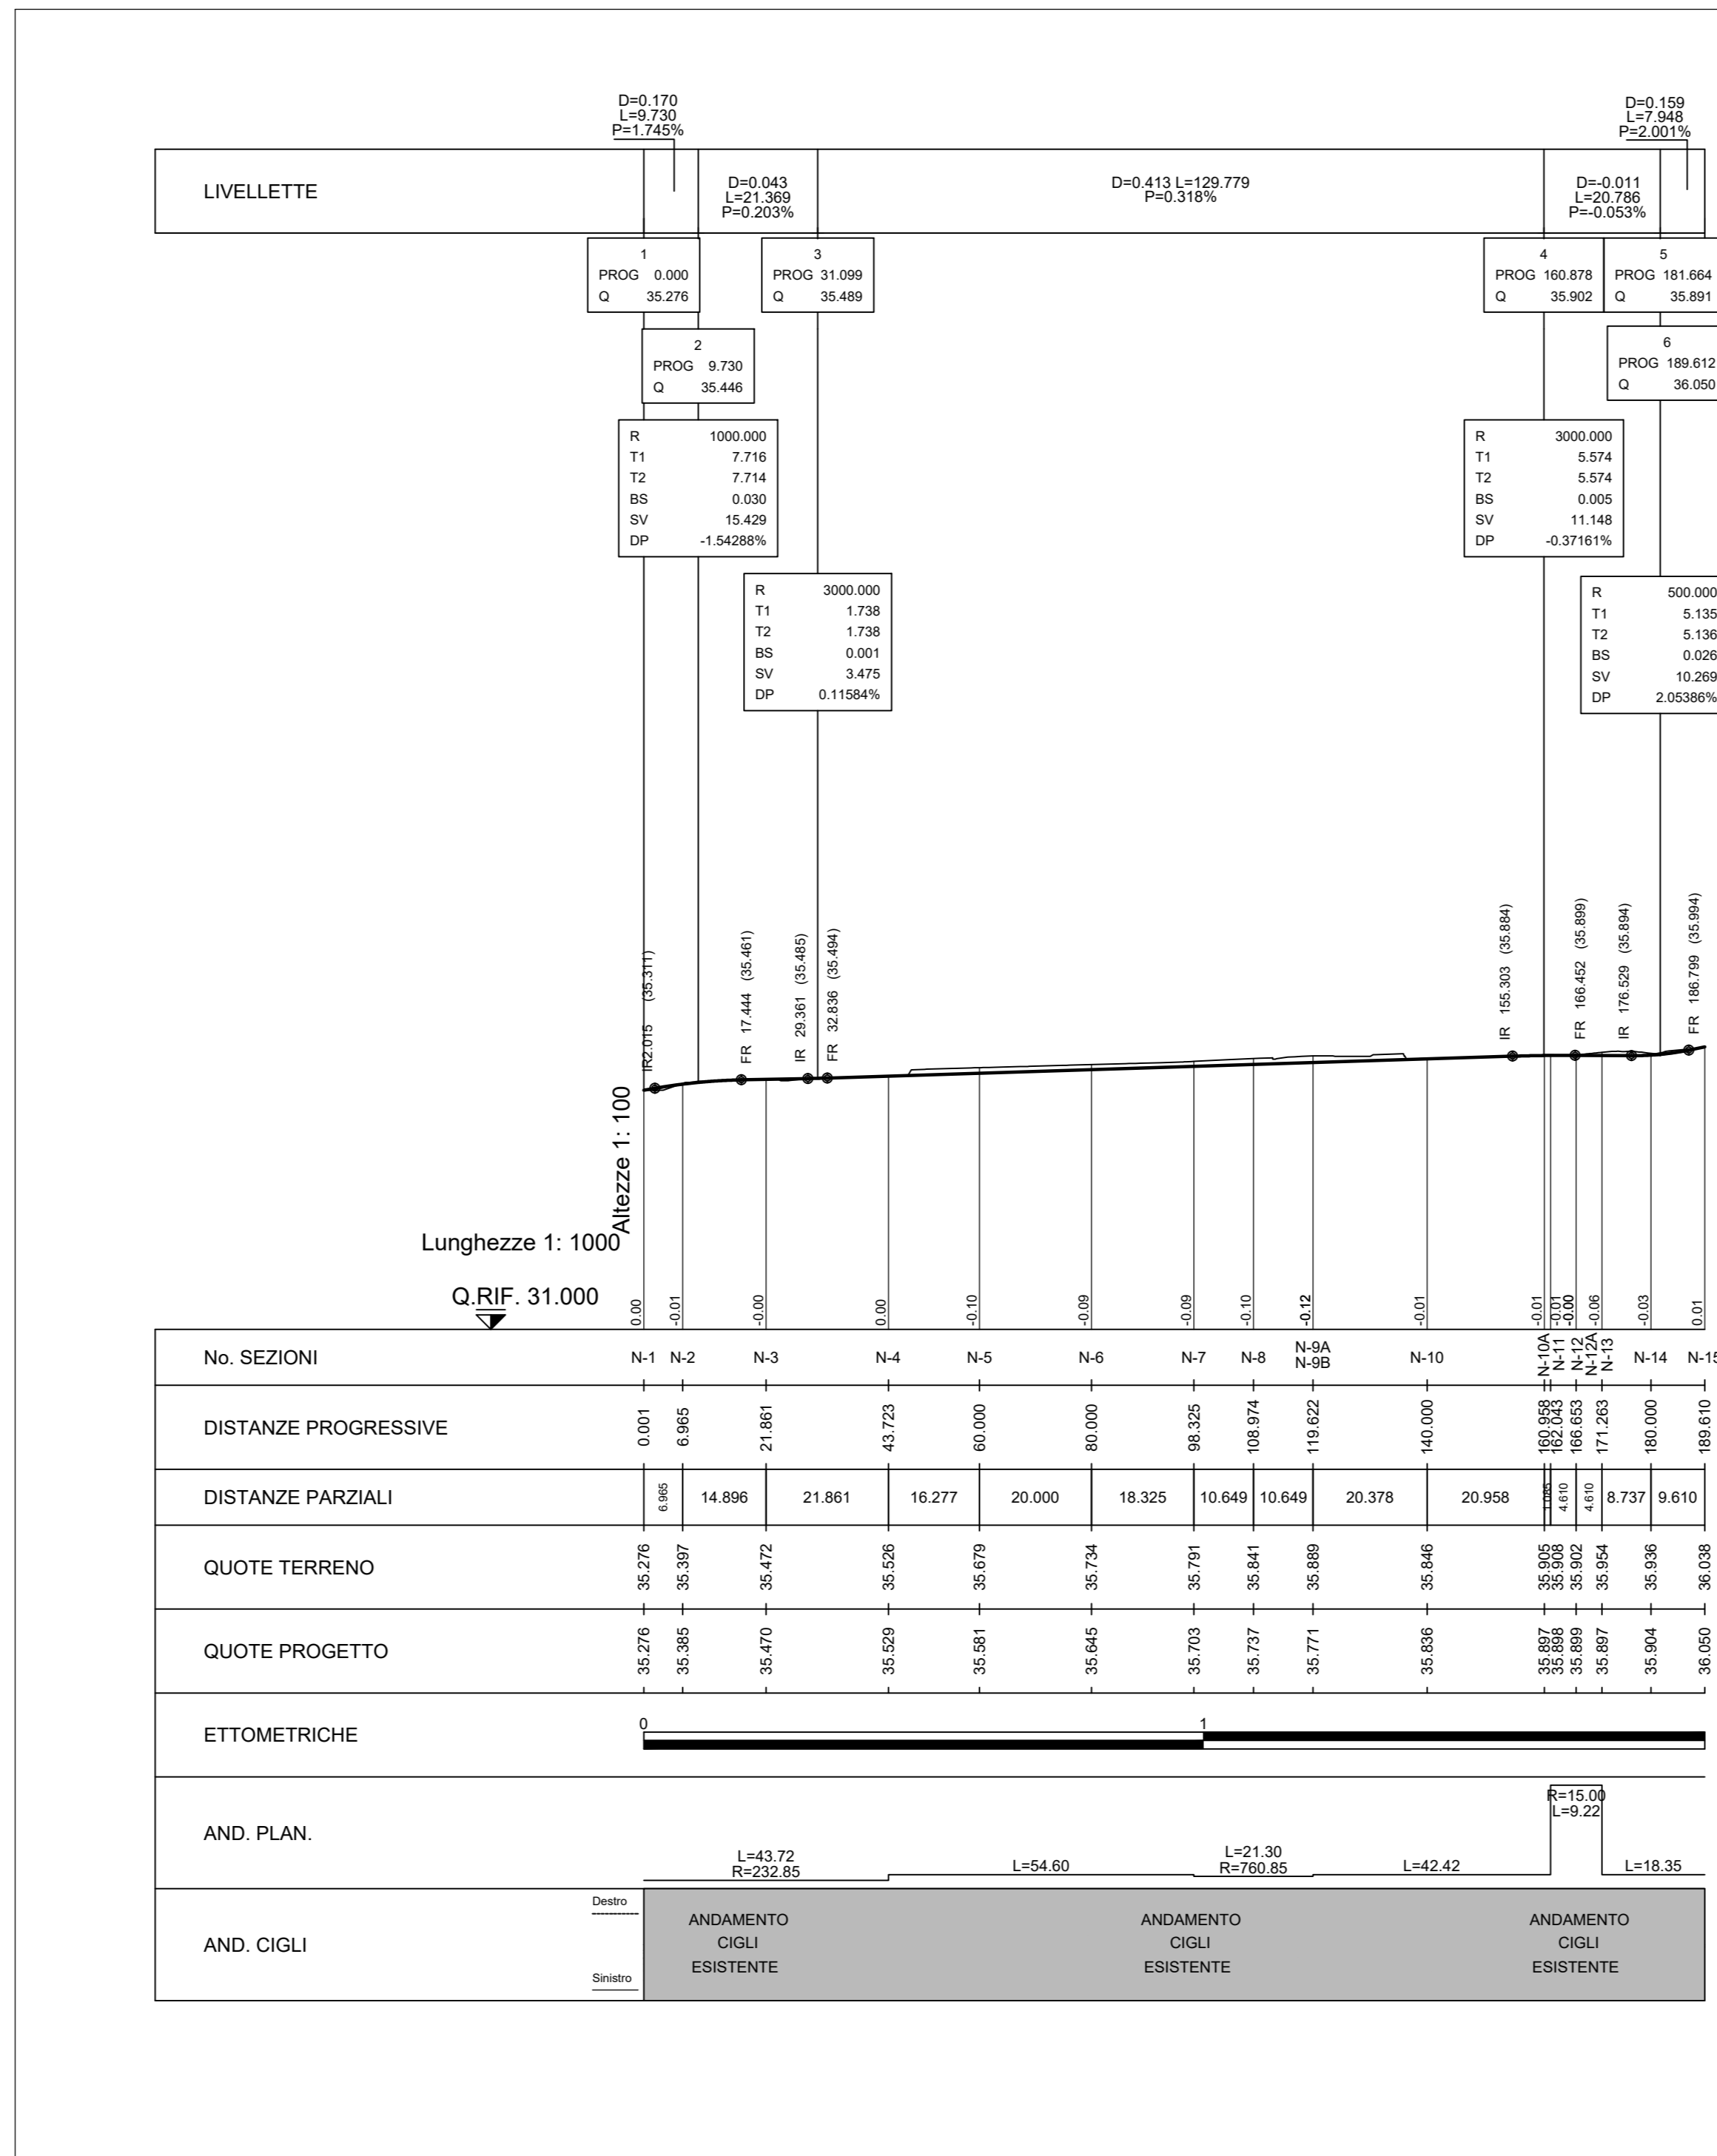 D=0.170
L=9.730
P=1.745%
D=0.159
L=7.948
P=2.001%
LIVELLETTE
D=0.043
L=21.369
P=0.203%
D=0.413 L=129.779
P=0.318%
D=-0.011
L=20.786
P=-0.053%
1
PROG 0.000
Q 35.276
3
PROG 31.099
Q 35.489
4
PROG 160.878
Q 35.902
5
PROG 181.664
Q 35.891
2
PROG 9.730
Q 35.446
6
PROG 189.612
Q 36.050
R 1000.000
T1 7.716
T2 7.714
BS 0.030
SV 15.429
DP -1.54288%
R 3000.000
T1 5.574
T2 5.574
BS 0.005
SV 11.148
DP -0.37161%
R 3000.000
T1 1.738
T2 1.738
BS 0.001
SV 3.475
DP 0.11584%
R 500.000
T1 5.135
T2 5.136
BS 0.026
SV 10.269
DP 2.05386%
IR2.015 (35.311)
FR 17.444 (35.461)
IR 29.361 (35.485)
FR 32.836 (35.494)
IR 155.303 (35.884)
FR 166.452 (35.899)
IR 176.529 (35.894)
FR 186.799 (35.994)
Altezze 1: 100
Lunghezze 1: 1000
Q.RIF. 31.000
0.00 -0.01 -0.00 0.00 -0.10 -0.09 -0.09 -0.10 -0.12 -0.01 -0.01 -0.01 -0.00 -0.06 -0.03 0.01
No. SEZIONI
N-1 N-2 N-3 N-4 N-5 N-6 N-7 N-8 N-9A N-9B N-10 N-10A N-11 N-12 N-12A N-13 N-14 N-15
DISTANZE PROGRESSIVE
0.001 6.965 21.861 43.723 60.000 80.000 98.325 108.974 119.622 140.000 160.958 162.043 166.653 171.263 180.000 189.610
DISTANZE PARZIALI
6.965 14.896 21.861 16.277 20.000 18.325 10.649 10.649 20.378 20.958 1.085 4.610 4.610 8.737 9.610
QUOTE TERRENO
35.276 35.397 35.472 35.526 35.679 35.734 35.791 35.841 35.889 35.846 35.905 35.908 35.902 35.954 35.936 36.038
QUOTE PROGETTO
35.276 35.385 35.470 35.529 35.581 35.645 35.703 35.737 35.771 35.836 35.897 35.898 35.899 35.897 35.904 36.050
ETTOMETRICHE
0 1
AND. PLAN.
L=43.72
R=232.85
L=54.60
L=21.30
R=760.85
L=42.42
R=15.00
L=9.22
L=18.35
AND. CIGLI
Destro
Sinistro
ANDAMENTO
CIGLI
ESISTENTE
ANDAMENTO
CIGLI
ESISTENTE
ANDAMENTO
CIGLI
ESISTENTE